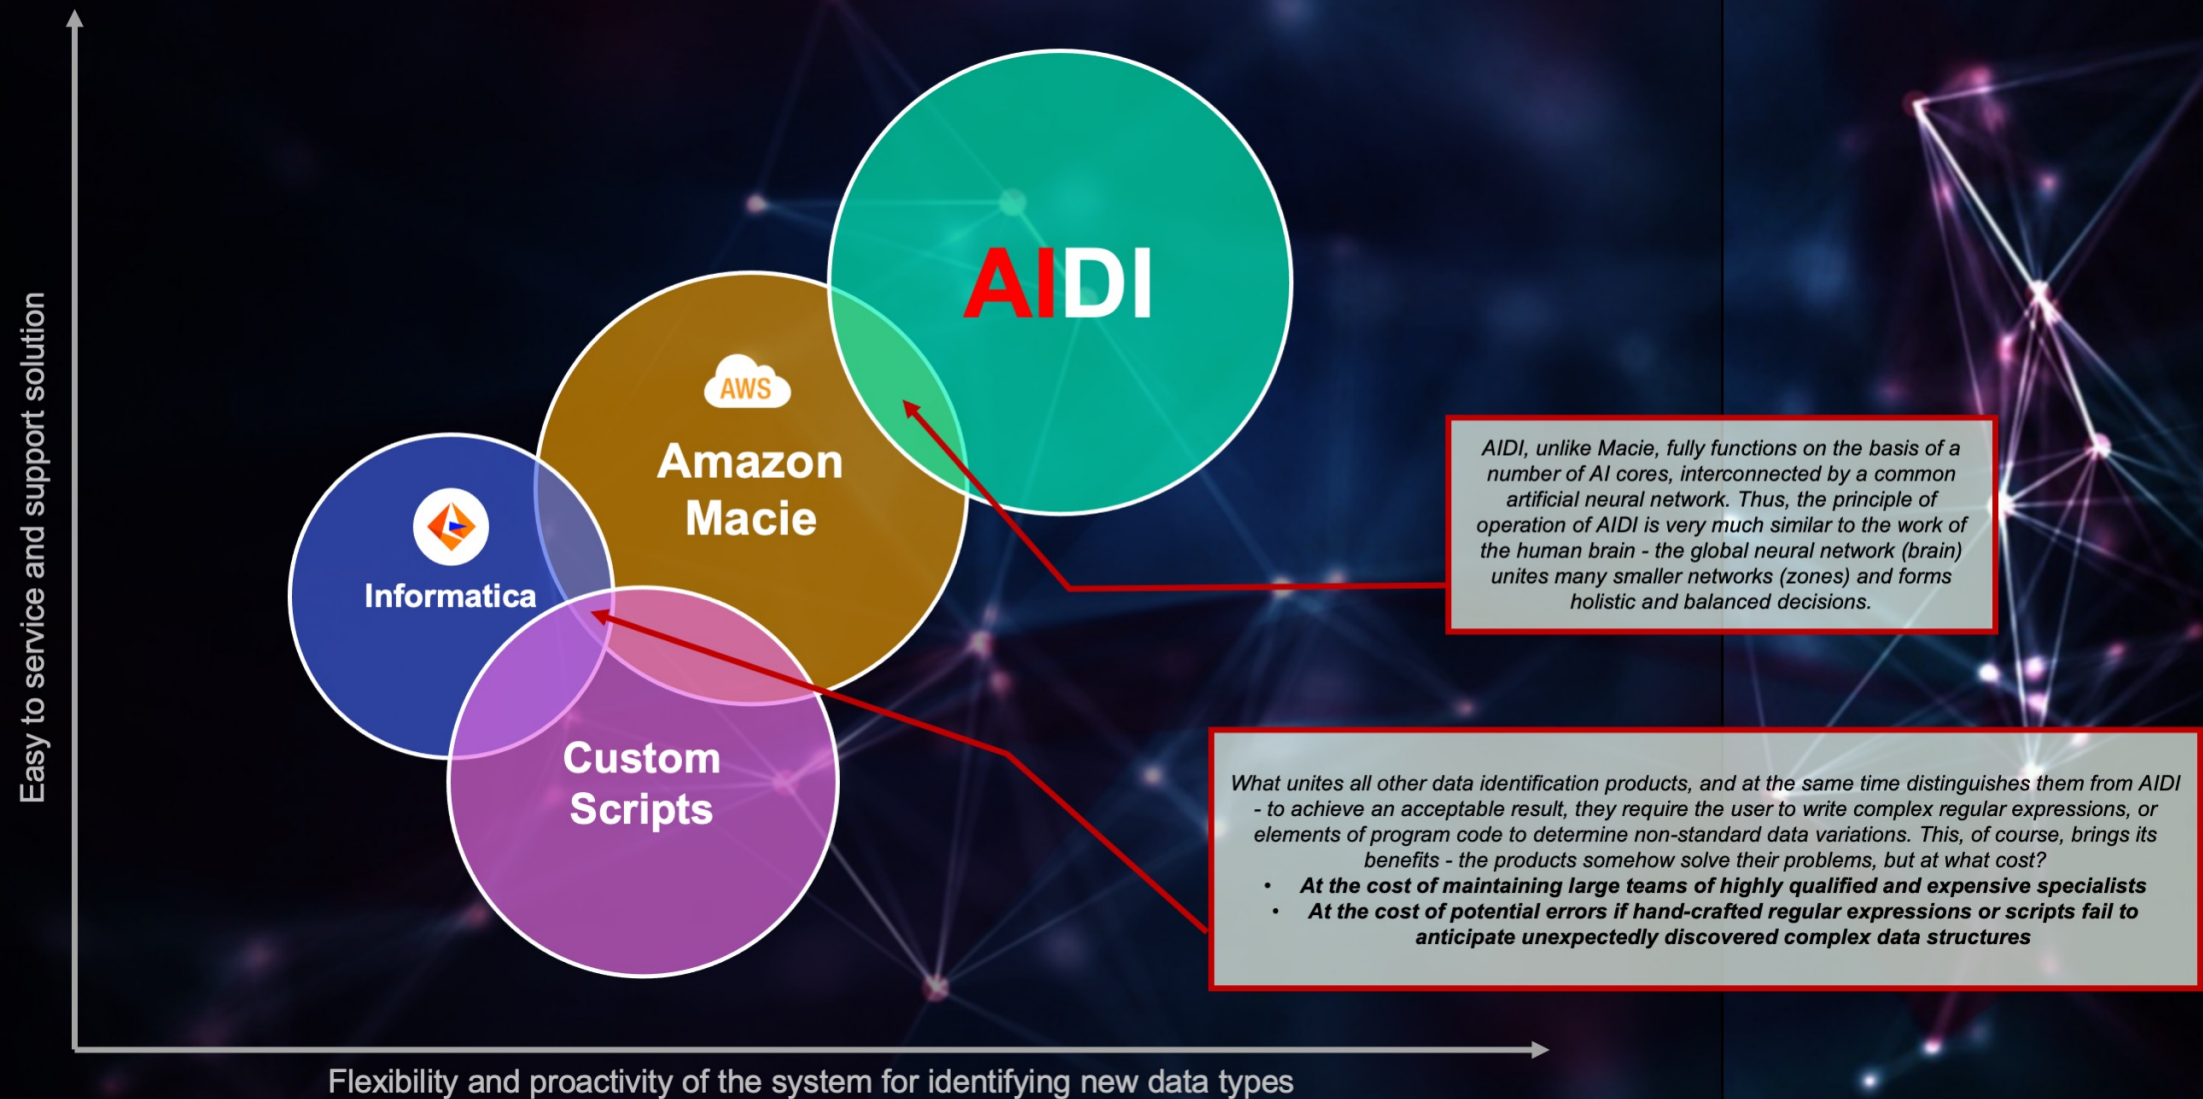 Easy to service and support solution
AIDI
AWS
Amazon
Macie
Informatica
Custom
Scripts
AIDI, unlike Macie, fully functions on the basis of a
number of AI cores, interconnected by a common
artificial neural network. Thus, the principle of
operation of AIDI is very much similar to the work of
the human brain - the global neural network (brain)
unites many smaller networks (zones) and forms
holistic and balanced decisions.
What unites all other data identification products, and at the same time distinguishes them from AIDI
- to achieve an acceptable result, they require the user to write complex regular expressions, or
elements of program code to determine non-standard data variations. This, of course, brings its
benefits - the products somehow solve their problems, but at what cost?
• At the cost of maintaining large teams of highly qualified and expensive specialists
• At the cost of potential errors if hand-crafted regular expressions or scripts fail to
anticipate unexpectedly discovered complex data structures
Flexibility and proactivity of the system for identifying new data types